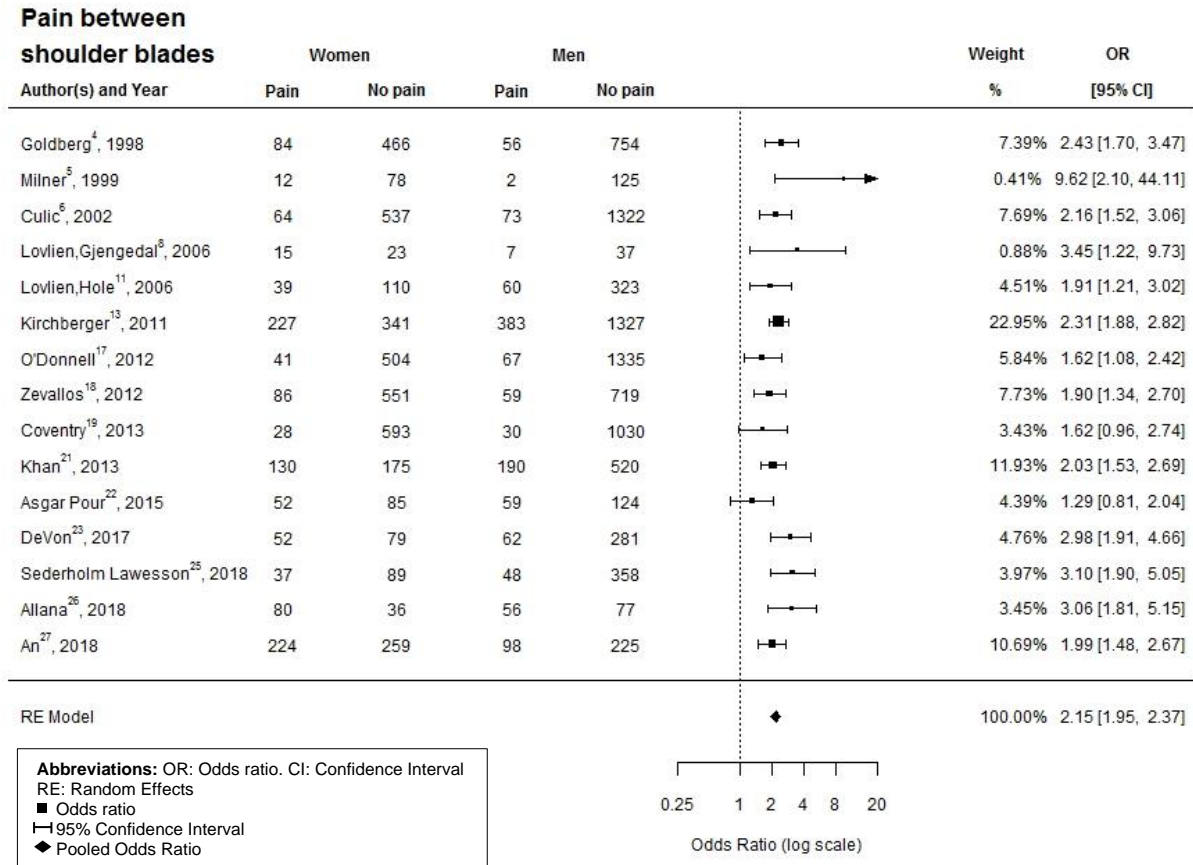 Pain between
shoulder blades Women Men Weight OR
Author(s) and Year Pain No pain Pain No pain % [95% CI]
Goldberg4, 1998 84 466 56 754 7.39% 2.43 [1.70, 3.47]
Milner5, 1999 12 78 2 125 0.41% 9.62 [2.10, 44.11]
Culic6, 2002 64 537 73 1322 7.69% 2.16 [1.52, 3.06]
Lovlien,Gjengedal8, 2006 15 23 7 37 0.88% 3.45 [1.22, 9.73]
Lovlien,Hole11, 2006 39 110 60 323 4.51% 1.91 [1.21, 3.02]
Kirchberger13, 2011 227 341 383 1327 22.95% 2.31 [1.88, 2.82]
O'Donnell17, 2012 41 504 67 1335 5.84% 1.62 [1.08, 2.42]
Zevallos18, 2012 86 551 59 719 7.73% 1.90 [1.34, 2.70]
Coventry19, 2013 28 593 30 1030 3.43% 1.62 [0.96, 2.74]
Khan21, 2013 130 175 190 520 11.93% 2.03 [1.53, 2.69]
Asgar Pour22, 2015 52 85 59 124 4.39% 1.29 [0.81, 2.04]
DeVon23, 2017 52 79 62 281 4.76% 2.98 [1.91, 4.66]
Sederholm Lawesson25, 2018 37 89 48 358 3.97% 3.10 [1.90, 5.05]
Allana26, 2018 80 36 56 77 3.45% 3.06 [1.81, 5.15]
An27, 2018 224 259 98 225 10.69% 1.99 [1.48, 2.67]
RE Model 100.00% 2.15 [1.95, 2.37]
Abbreviations: OR: Odds ratio. CI: Confidence Interval
RE: Random Effects
Odds ratio
95% Confidence Interval
Pooled Odds Ratio
0.25 1 2 4 8 20
Odds Ratio (log scale)